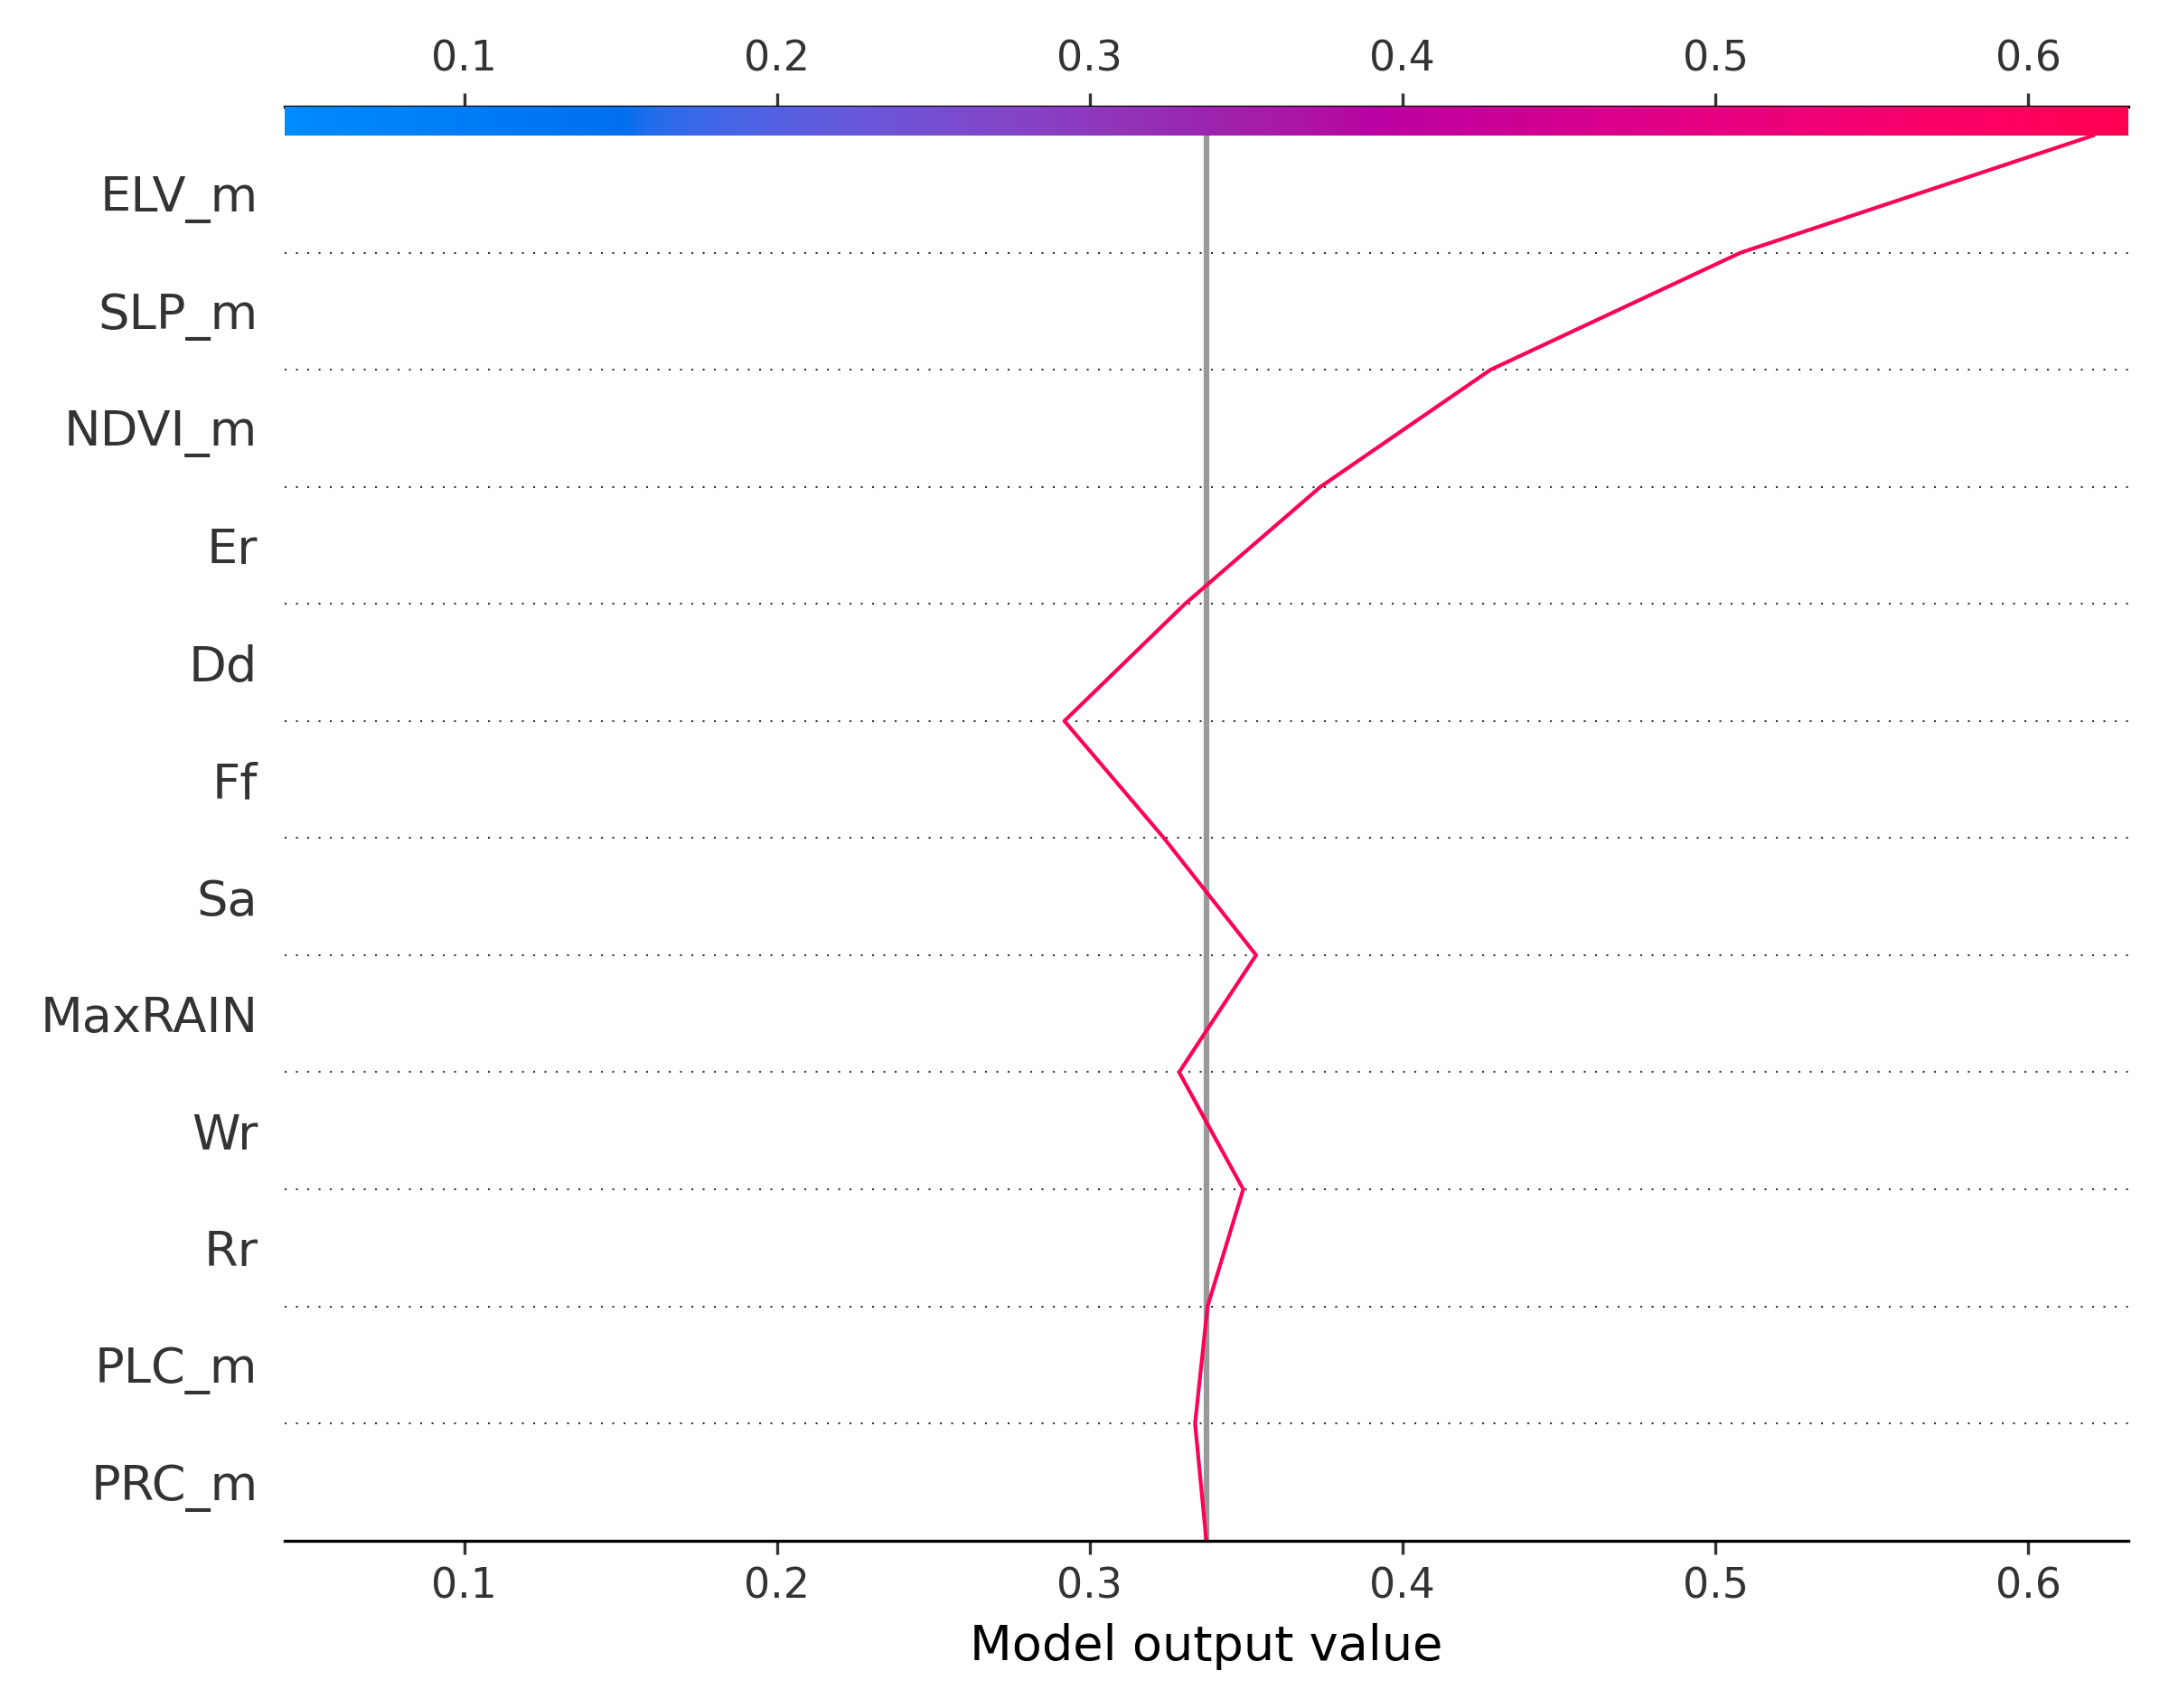 0.1 0.2 0.3 0.4 0.5 0.6
ELV_m
SLP_m
NDVI_m
Er
Dd
Ff
Sa
MaxRAIN
Wr
Rr
PLC_m
PRC_m
0.1 0.2 0.3 0.4 0.5 0.6
Model output value